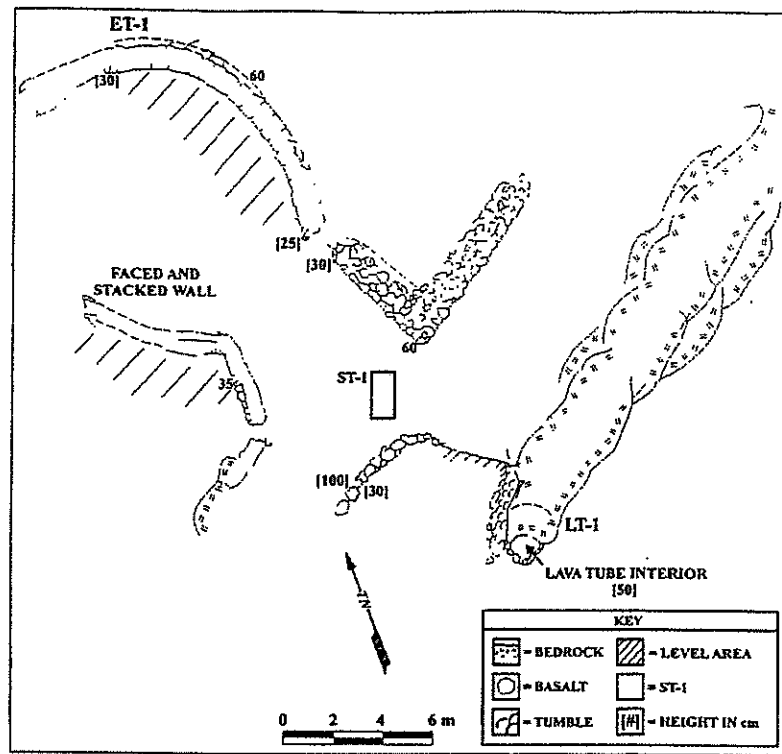 ET-1
[30]
60
[25]
[30]
FACED AND
STACKED WALL
60
35
ST-1
[100]
[30]
LT-1
LAVA TUBE INTERIOR
[50]
TN
KEY
= BEDROCK
= LEVEL AREA
= BASALT
= ST-1
= TUMBLE
[#] = HEIGHT IN cm
0 2 4 6 m